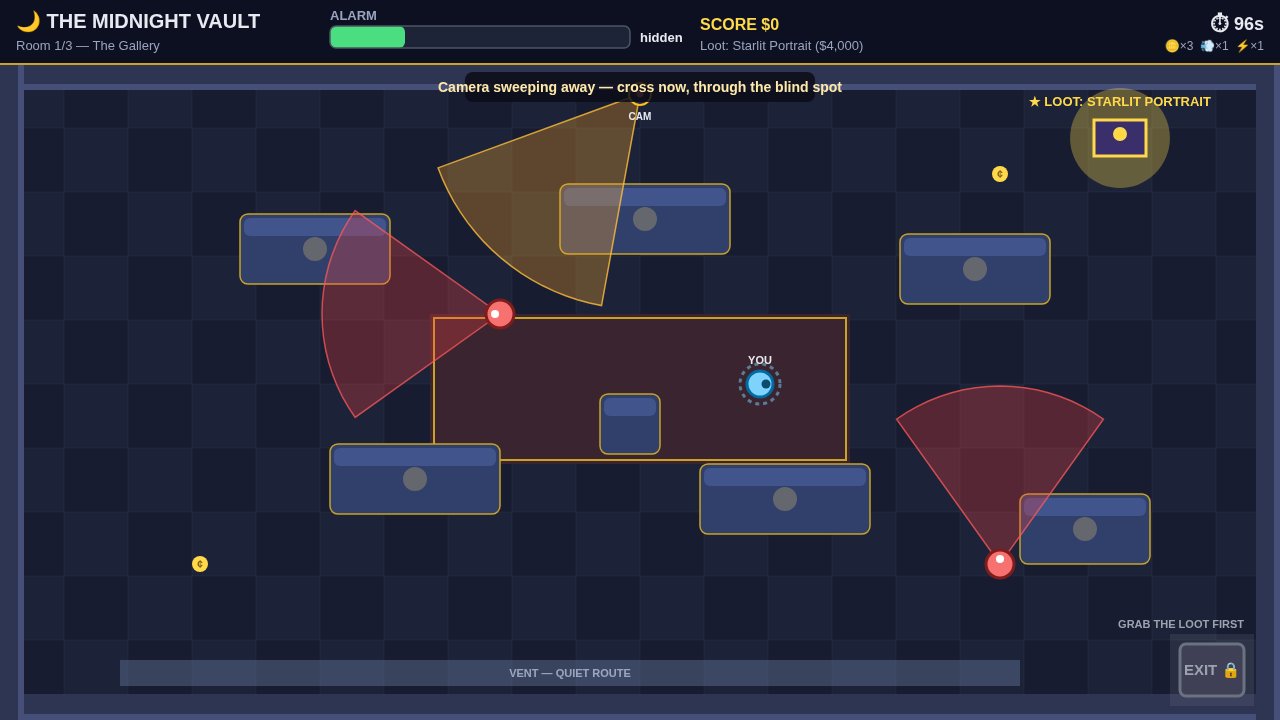 🌙 THE MIDNIGHT VAULT
Room 1/3 — The Gallery
ALARM
hidden
SCORE $0
Loot: Starlit Portrait ($4,000)
⏱ 96s
🪙×3 💨×1 ⚡×1
Camera sweeping away — cross now, through the blind spot
CAM
★ LOOT: STARLIT PORTRAIT
¢
YOU
¢
GRAB THE LOOT FIRST
VENT — QUIET ROUTE
EXIT 🔒